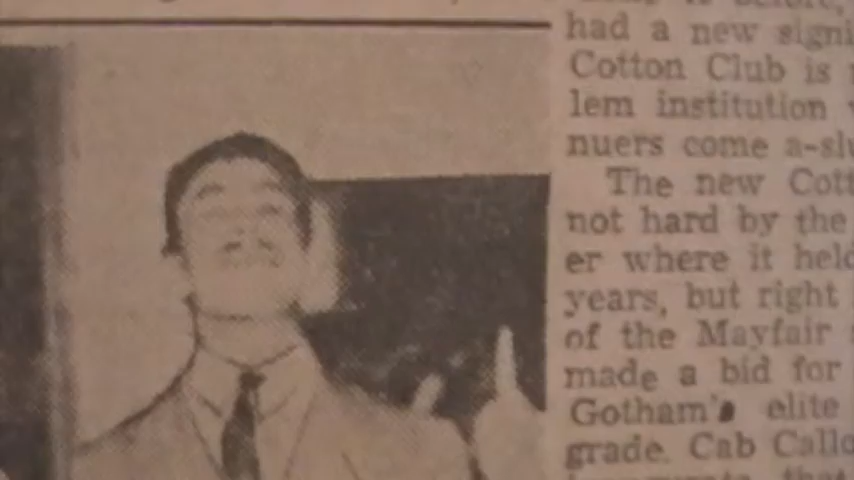 had a new signi
Cotton Club is
lem institution
nuers come a-slu
The new Cott
not hard by the
er where it held
years, but right
of the Mayfair
made a bid for
Gotham's elite
grade. Cab Callo